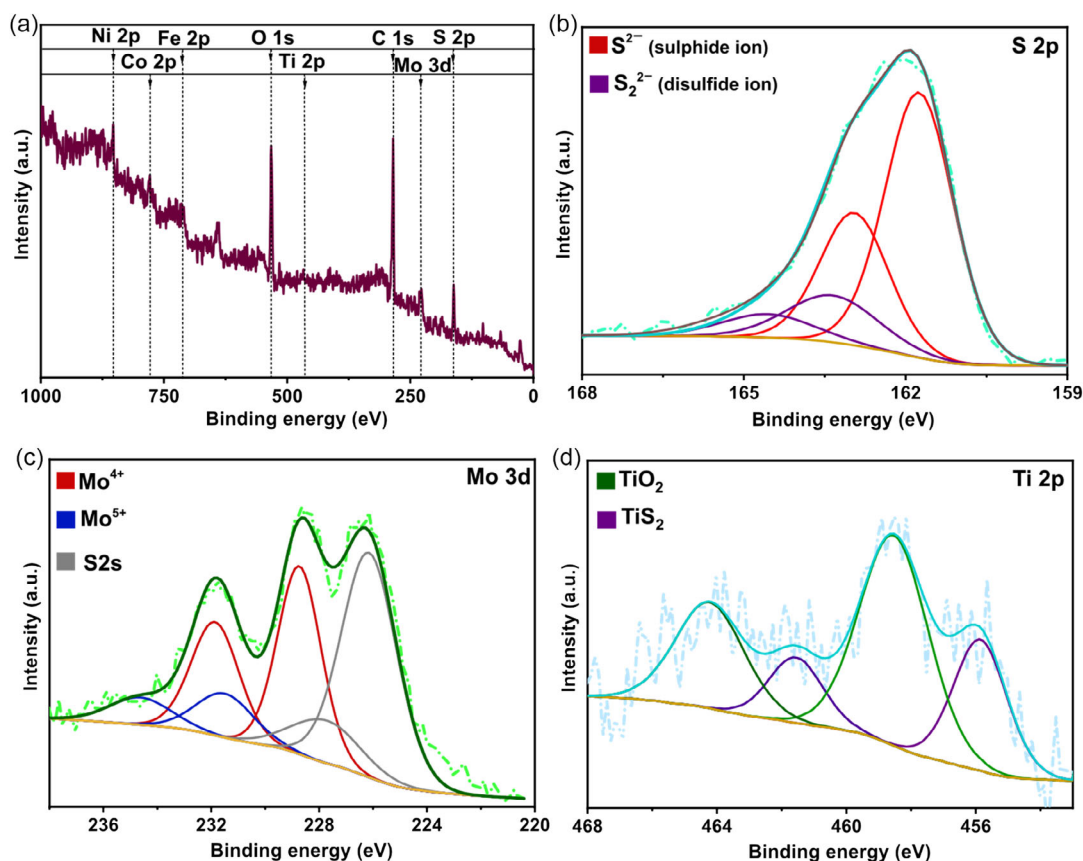 (a)
Ni 2p Fe 2p O 1s C 1s S 2p
Co 2p Ti 2p Mo 3d
Intensity (a.u.)
1000 750 500 250 0
Binding energy (eV)
(b)
S²⁻ (sulphide ion)
S₂²⁻ (disulfide ion)
S 2p
Intensity (a.u.)
168 165 162 159
Binding energy (eV)
(c)
Mo⁴⁺
Mo⁵⁺
S2s
Mo 3d
Intensity (a.u.)
236 232 228 224 220
Binding energy (eV)
(d)
TiO₂
TiS₂
Ti 2p
Intensity (a.u.)
468 464 460 456
Binding energy (eV)